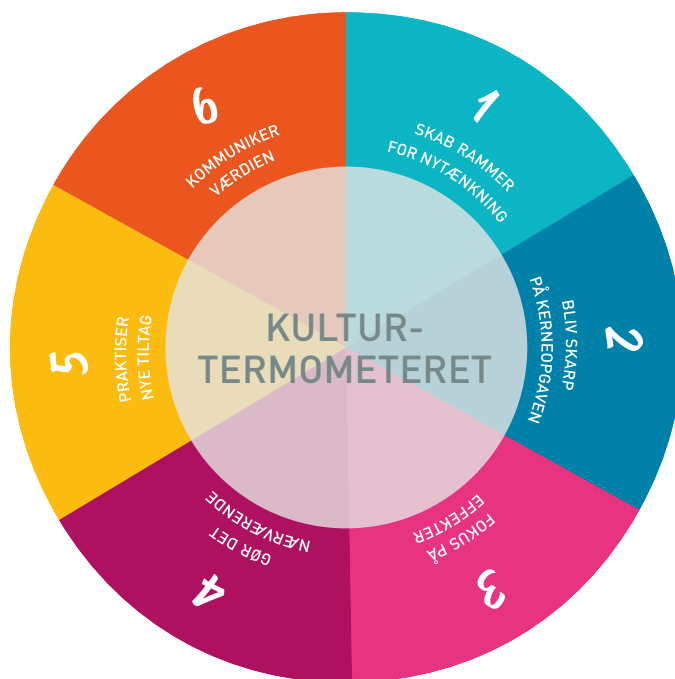 KULTUR-
TERMOMETERET
1
SKAB RAMMER
FOR NYTÆNKNING
2
BLIV SKARP
PÅ KERNEOPGAVEN
3
FOKUS PÅ
EFFEKTER
4
GØR DET
NÆRVÆRENDE
5
PRAKTISER
NYE TILTAG
6
KOMMUNIKER
VÆRDIEN